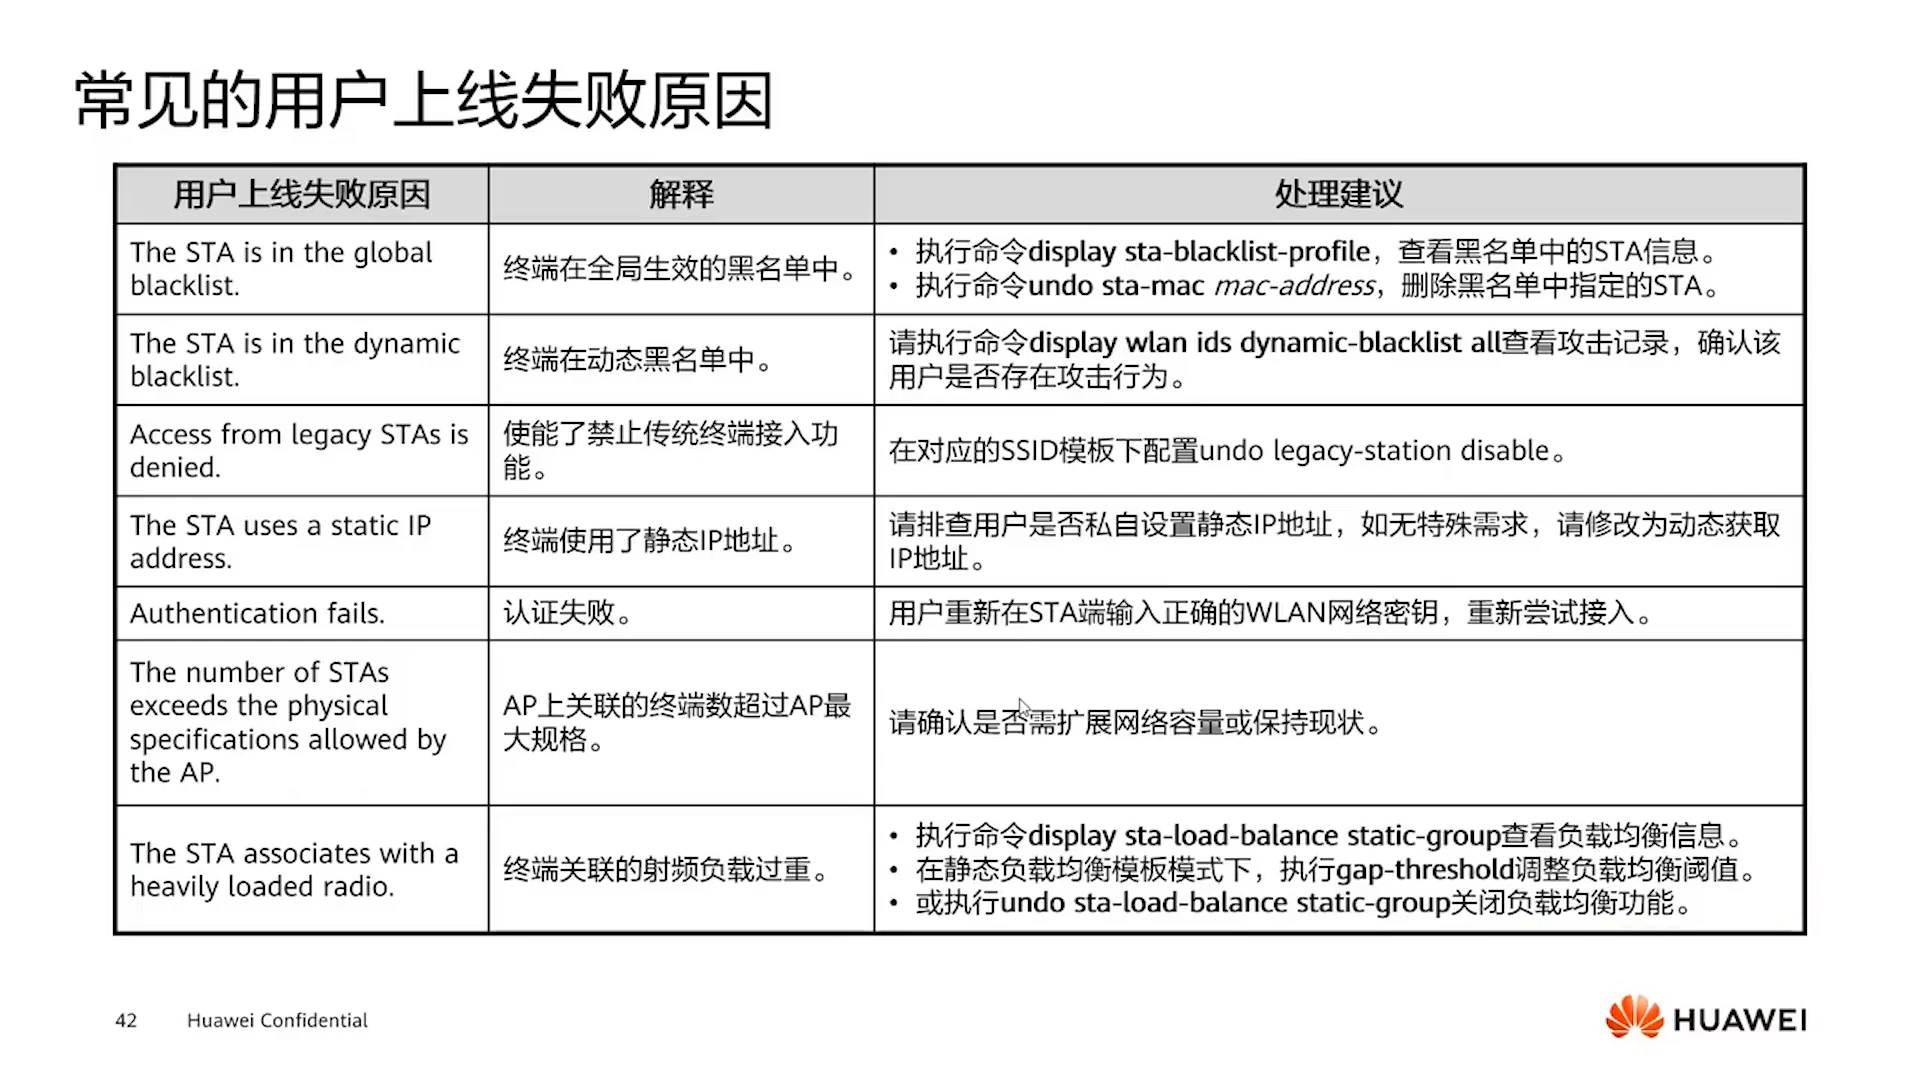 常见的用户上线失败原因
用户上线失败原因
解释
处理建议
The STA is in the global
blacklist.
终端在全局生效的黑名单中。
• 执行命令display sta-blacklist-profile，查看黑名单中的STA信息。
• 执行命令undo sta-mac mac-address，删除黑名单中指定的STA。
The STA is in the dynamic
blacklist.
终端在动态黑名单中。
请执行命令display wlan ids dynamic-blacklist all查看攻击记录，确认该
用户是否存在攻击行为。
Access from legacy STAs is
denied.
使能了禁止传统终端接入功
能。
在对应的SSID模板下配置undo legacy-station disable。
The STA uses a static IP
address.
终端使用了静态IP地址。
请排查用户是否私自设置静态IP地址，如无特殊需求，请修改为动态获取
IP地址。
Authentication fails.
认证失败。
用户重新在STA端输入正确的WLAN网络密钥，重新尝试接入。
The number of STAs
exceeds the physical
specifications allowed by
the AP.
AP上关联的终端数超过AP最
大规格。
请确认是否需扩展网络容量或保持现状。
The STA associates with a
heavily loaded radio.
终端关联的射频负载过重。
• 执行命令display sta-load-balance static-group查看负载均衡信息。
• 在静态负载均衡模板模式下，执行gap-threshold调整负载均衡阈值。
• 或执行undo sta-load-balance static-group关闭负载均衡功能。
42
Huawei Confidential
HUAWEI